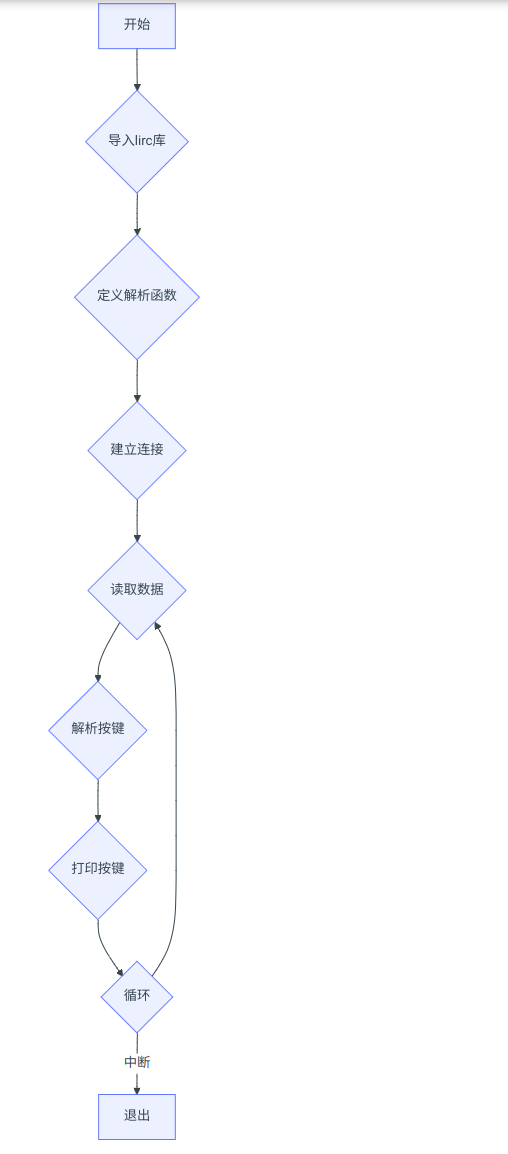 开始
导入lirc库
定义解析函数
建立连接
读取数据
解析按键
打印按键
循环
中断
退出